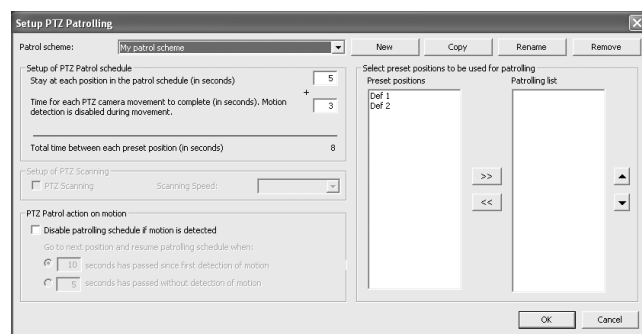 Setup PTZ Patrolling
Patrol scheme: My patrol scheme New Copy Rename Remove
Setup of PTZ Patrol schedule
Stay at each position in the patrol schedule (in seconds) 5
+
Time for each PTZ camera movement to complete (in seconds). Motion
detection is disabled during movement. 3
Total time between each preset position (in seconds) 8
Setup of PTZ Scanning
PTZ Scanning Scanning Speed:
PTZ Patrol action on motion
Disable patrolling schedule if motion is detected
Go to next position and resume patrolling schedule when:
10 seconds has passed since first detection of motion
5 seconds has passed without detection of motion
Select preset positions to be used for patrolling
Preset positions Patrolling list
Def 1
Def 2
>>
<<
OK Cancel